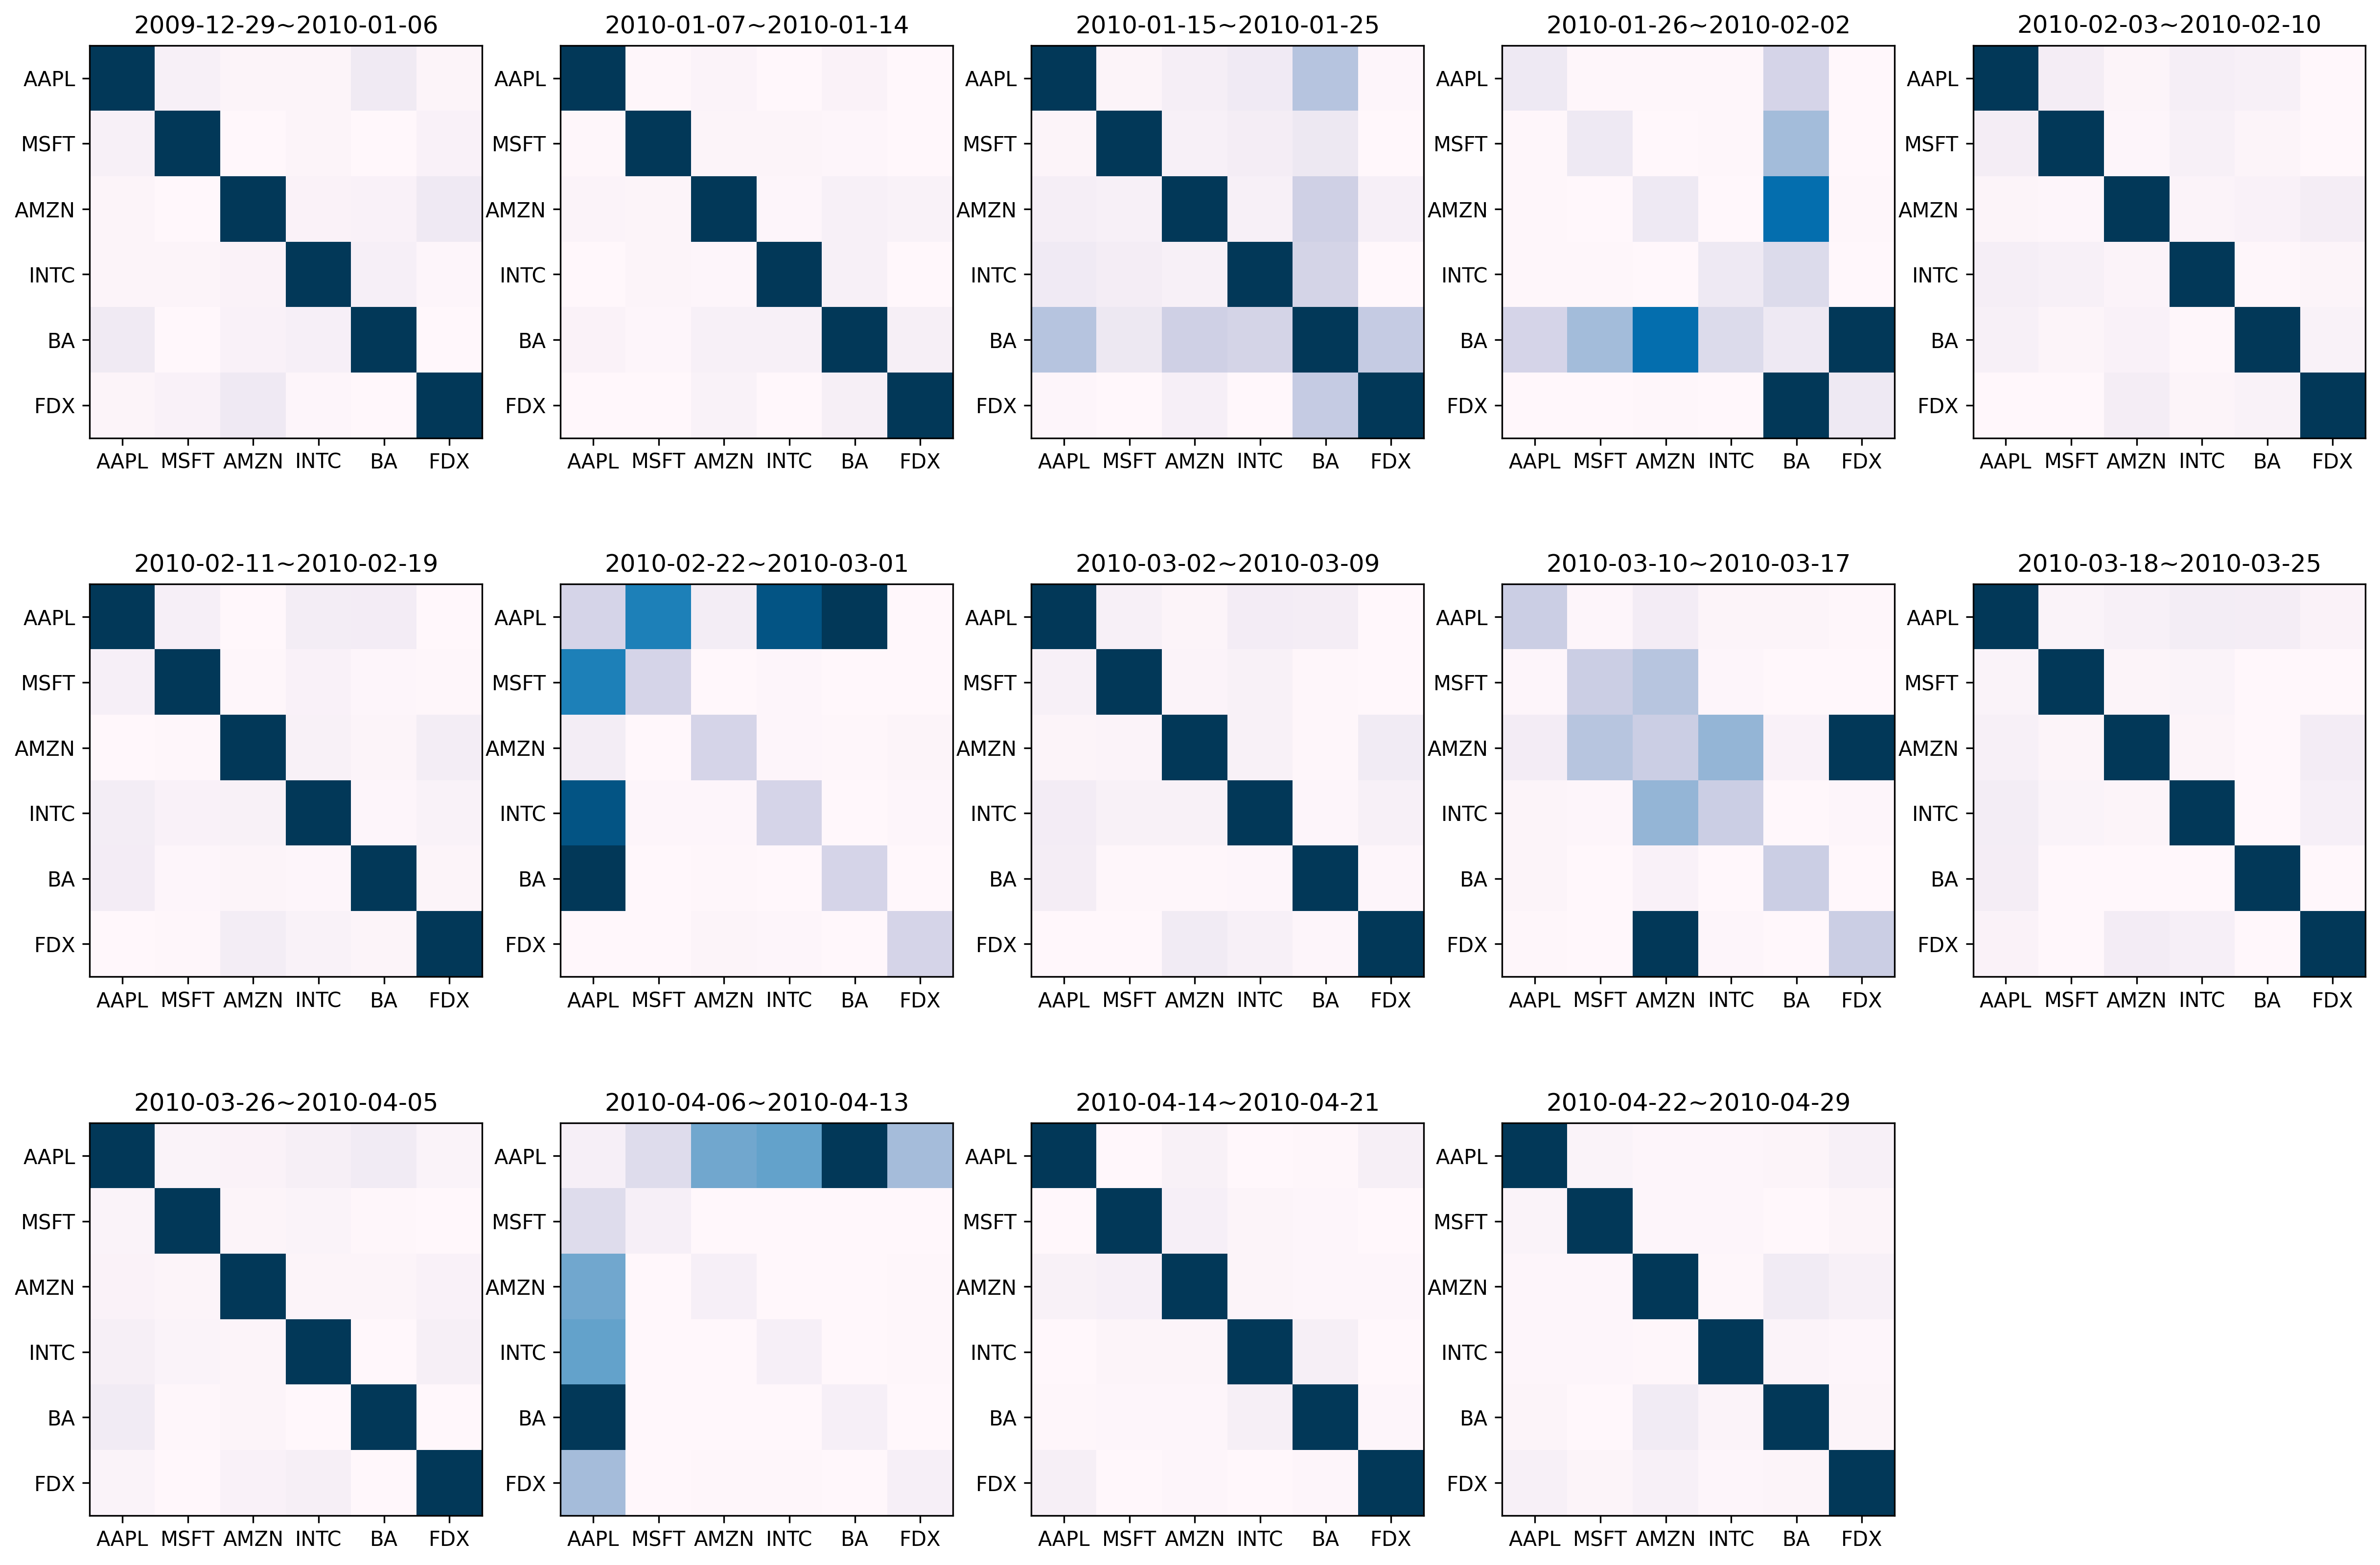 2009-12-29~2010-01-06
AAPL
MSFT
AMZN
INTC
BA
FDX
AAPL MSFT AMZN INTC BA FDX
2010-01-07~2010-01-14
AAPL
MSFT
AMZN
INTC
BA
FDX
AAPL MSFT AMZN INTC BA FDX
2010-01-15~2010-01-25
AAPL
MSFT
AMZN
INTC
BA
FDX
AAPL MSFT AMZN INTC BA FDX
2010-01-26~2010-02-02
AAPL
MSFT
AMZN
INTC
BA
FDX
AAPL MSFT AMZN INTC BA FDX
2010-02-03~2010-02-10
AAPL
MSFT
AMZN
INTC
BA
FDX
AAPL MSFT AMZN INTC BA FDX
2010-02-11~2010-02-19
AAPL
MSFT
AMZN
INTC
BA
FDX
AAPL MSFT AMZN INTC BA FDX
2010-02-22~2010-03-01
AAPL
MSFT
AMZN
INTC
BA
FDX
AAPL MSFT AMZN INTC BA FDX
2010-03-02~2010-03-09
AAPL
MSFT
AMZN
INTC
BA
FDX
AAPL MSFT AMZN INTC BA FDX
2010-03-10~2010-03-17
AAPL
MSFT
AMZN
INTC
BA
FDX
AAPL MSFT AMZN INTC BA FDX
2010-03-18~2010-03-25
AAPL
MSFT
AMZN
INTC
BA
FDX
AAPL MSFT AMZN INTC BA FDX
2010-03-26~2010-04-05
AAPL
MSFT
AMZN
INTC
BA
FDX
AAPL MSFT AMZN INTC BA FDX
2010-04-06~2010-04-13
AAPL
MSFT
AMZN
INTC
BA
FDX
AAPL MSFT AMZN INTC BA FDX
2010-04-14~2010-04-21
AAPL
MSFT
AMZN
INTC
BA
FDX
AAPL MSFT AMZN INTC BA FDX
2010-04-22~2010-04-29
AAPL
MSFT
AMZN
INTC
BA
FDX
AAPL MSFT AMZN INTC BA FDX